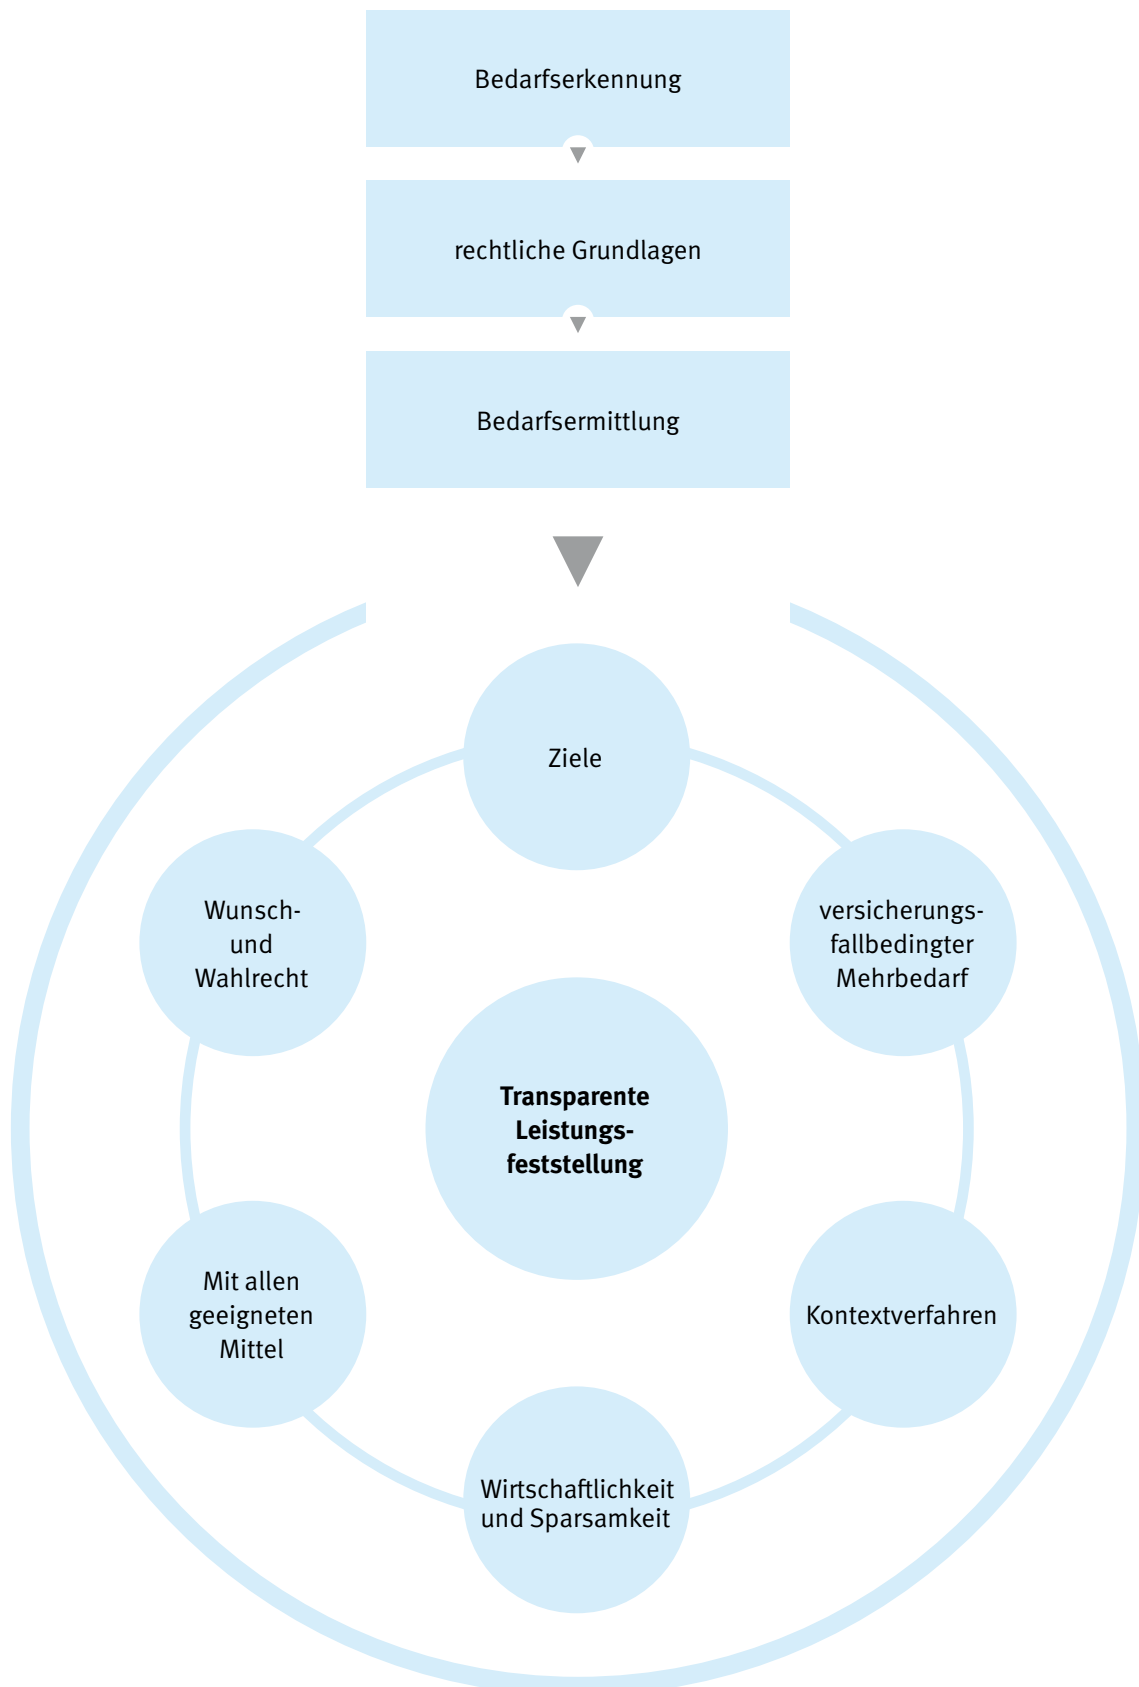 Bedarfserkennung
rechtliche Grundlagen
Bedarfsermittlung
Ziele
Wunsch-
und
Wahlrecht
versicherungs-
fallbedingter
Mehrbedarf
Transparente
Leistungs-
feststellung
Mit allen
geeigneten
Mittel
Kontextverfahren
Wirtschaftlichkeit
und Sparsamkeit